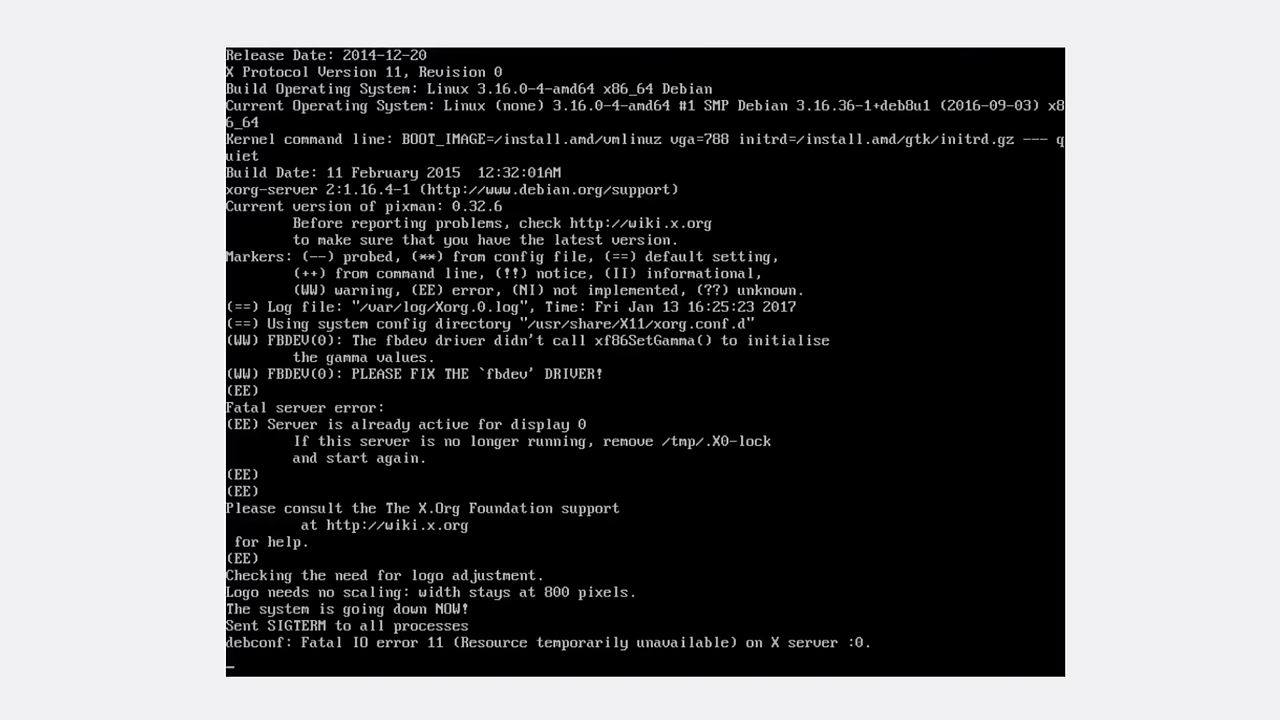 Release Date: 2014-12-20
X Protocol Version 11, Revision 0
Build Operating System: Linux 3.16.0-4-amd64 x86_64 Debian
Current Operating System: Linux (none) 3.16.0-4-amd64 #1 SMP Debian 3.16.36-1+deb8u1 (2016-09-03) x8
6_64
Kernel command line: BOOT_IMAGE=/install.amd/vmlinuz vga=788 initrd=/install.amd/gtk/initrd.gz --- q
uiet
Build Date: 11 February 2015  12:32:01AM
xorg-server 2:1.16.4-1 (http://www.debian.org/support)
Current version of pixman: 0.32.6
        Before reporting problems, check http://wiki.x.org
        to make sure that you have the latest version.
Markers: (--) probed, (**) from config file, (==) default setting,
        (++) from command line, (!!) notice, (II) informational,
        (WW) warning, (EE) error, (NI) not implemented, (??) unknown.
(==) Log file: "/var/log/Xorg.0.log", Time: Fri Jan 13 16:25:23 2017
(==) Using system config directory "/usr/share/X11/xorg.conf.d"
(WW) FBDEV(0): The fbdev driver didn't call xf86SetGamma() to initialise
        the gamma values.
(WW) FBDEV(0): PLEASE FIX THE `fbdev' DRIVER!
(EE)
Fatal server error:
(EE) Server is already active for display 0
        If this server is no longer running, remove /tmp/.X0-lock
        and start again.
(EE)
(EE)
Please consult the The X.Org Foundation support
         at http://wiki.x.org
 for help.
(EE)
Checking the need for logo adjustment.
Logo needs no scaling: width stays at 800 pixels.
The system is going down NOW!
Sent SIGTERM to all processes
debconf: Fatal IO error 11 (Resource temporarily unavailable) on X server :0.
_